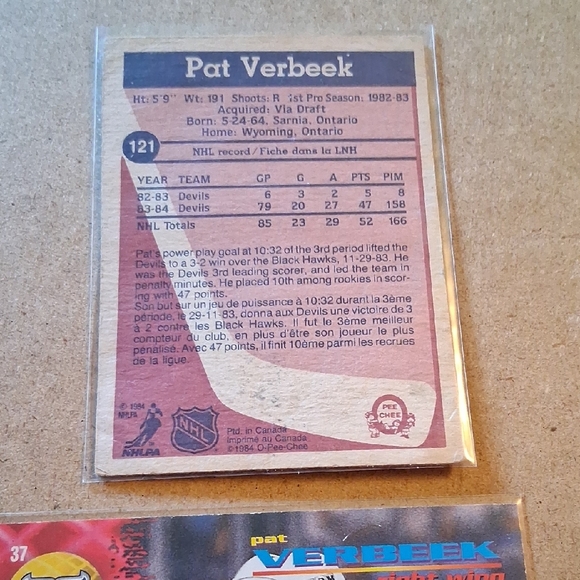 Pat Verbeek
Ht: 5'9" Wt: 191 Shoots: R 1st Pro Season: 1982-83
Acquired: Via Draft
Born: 5-24-64, Sarnia, Ontario
Home: Wyoming, Ontario
121
NHL record/Fiche dans la LNH
YEAR TEAM GP G A PTS PIM
82-83 Devils 6 3 2 5 8
83-84 Devils 79 20 27 47 158
NHL Totals 85 23 29 52 166
Pat's power play goal at 10:32 of the 3rd period lifted the
Devils to a 3-2 win over the Black Hawks, 11-29-83. He
was the Devils 3rd leading scorer, and led the team in
penalty minutes. He placed 10th among rookies in scor-
ing with 47 points.
Son but sur un jeu de puissance à 10:32 durant la 3ème
période, le 29-11-83, donna aux Devils une victoire de 3
à 2 contre les Black Hawks. Il fut le 3ème meilleur
compteur du club, en plus d'être son joueur le plus
pénalisé. Avec 47 points, il finit 10ème parmi les recrues
de la ligue.
© 1984
NHLPA
NHLPA
NHL
Ptd. in Canada
Imprimé au Canada
©1984 O-Pee-Chee
O
PEE
CHEE
37
pat
VERBEEK
right wing